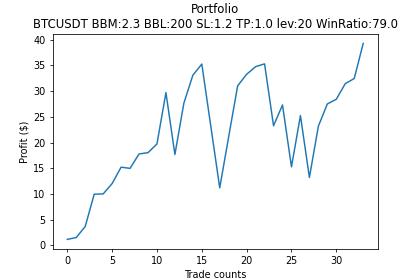 Portfolio
BTCUSDT BBM:2.3 BBL:200 SL:1.2 TP:1.0 lev:20 WinRatio:79.0
40
35
30
25
20
15
10
5
0
Profit ($)
0 5 10 15 20 25 30
Trade counts